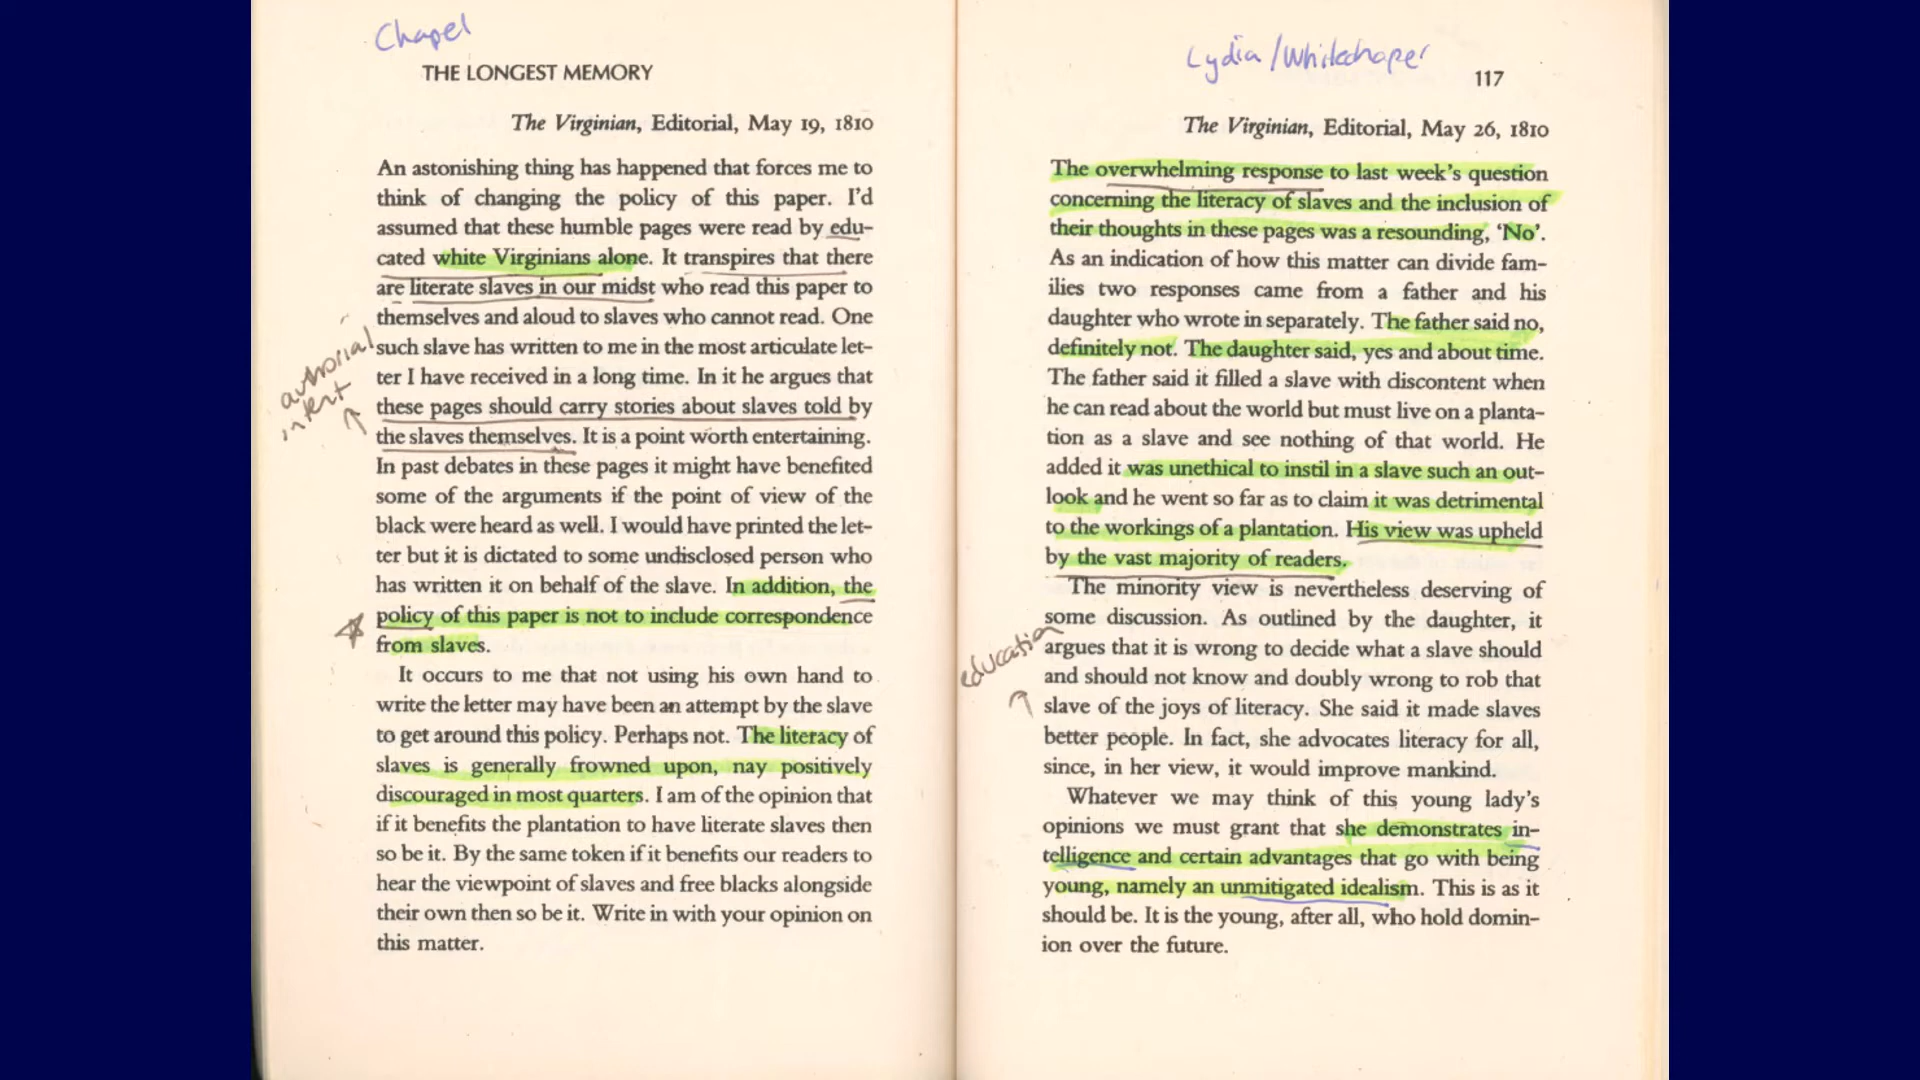 Chapel
THE LONGEST MEMORY
The Virginian, Editorial, May 19, 1810
An astonishing thing has happened that forces me to
think of changing the policy of this paper. I'd
assumed that these humble pages were read by edu-
cated white Virginians alone. It transpires that there
are literate slaves in our midst who read this paper to
themselves and aloud to slaves who cannot read. One
such slave has written to me in the most articulate let-
ter I have received in a long time. In it he argues that
these pages should carry stories about slaves told by
the slaves themselves. It is a point worth entertaining.
In past debates in these pages it might have benefited
some of the arguments if the point of view of the
black were heard as well. I would have printed the let-
ter but it is dictated to some undisclosed person who
has written it on behalf of the slave. In addition, the
policy of this paper is not to include correspondence
from slaves.
It occurs to me that not using his own hand to
write the letter may have been an attempt by the slave
to get around this policy. Perhaps not. The literacy of
slaves is generally frowned upon, nay positively
discouraged in most quarters. I am of the opinion that
if it benefits the plantation to have literate slaves then
so be it. By the same token if it benefits our readers to
hear the viewpoint of slaves and free blacks alongside
their own then so be it. Write in with your opinion on
this matter.
authorial
intent
Lydia/Whitechapel
117
The Virginian, Editorial, May 26, 1810
The overwhelming response to last week's question
concerning the literacy of slaves and the inclusion of
their thoughts in these pages was a resounding, 'No'.
As an indication of how this matter can divide fam-
ilies two responses came from a father and his
daughter who wrote in separately. The father said no,
definitely not. The daughter said, yes and about time.
The father said it filled a slave with discontent when
he can read about the world but must live on a planta-
tion as a slave and see nothing of that world. He
added it was unethical to instil in a slave such an out-
look and he went so far as to claim it was detrimental
to the workings of a plantation. His view was upheld
by the vast majority of readers.
The minority view is nevertheless deserving of
some discussion. As outlined by the daughter, it
argues that it is wrong to decide what a slave should
and should not know and doubly wrong to rob that
slave of the joys of literacy. She said it made slaves
better people. In fact, she advocates literacy for all,
since, in her view, it would improve mankind.
Whatever we may think of this young lady's
opinions we must grant that she demonstrates in-
telligence and certain advantages that go with being
young, namely an unmitigated idealism. This is as it
should be. It is the young, after all, who hold domin-
ion over the future.
education